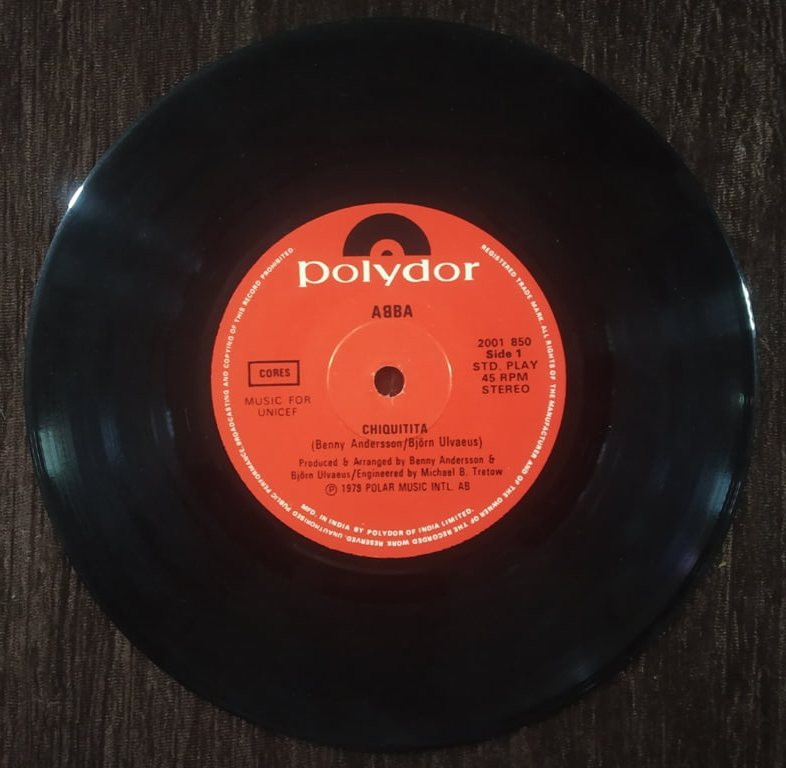 polydor
ABBA
2001 850
Side 1
STD. PLAY
45 RPM
STEREO
CORES
MUSIC FOR
UNICEF
CHIQUITITA
(Benny Andersson/Björn Ulvaeus)
Produced & Arranged by Benny Andersson &
Björn Ulvaeus/Engineered by Michael B. Tretow
℗ 1979 POLAR MUSIC INTL. AB
REGISTERED TRADE MARK. ALL RIGHTS OF THE MANUFACTURER AND OF THE OWNER OF THE RECORDED WORK RESERVED. UNAUTHORISED PUBLIC PERFORMANCE, BROADCASTING AND COPYING OF THIS RECORD PROHIBITED.
MFD. IN INDIA BY POLYDOR OF INDIA LIMITED.